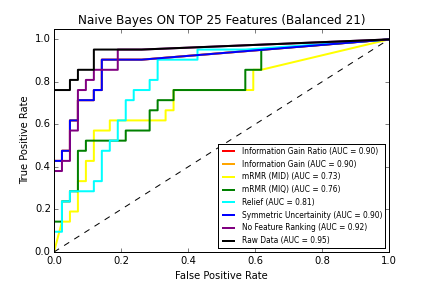 Naive Bayes ON TOP 25 Features (Balanced 21)
True Positive Rate
1.0
0.8
0.6
0.4
0.2
0.0
Information Gain Ratio (AUC = 0.90)
Information Gain (AUC = 0.90)
mRMR (MID) (AUC = 0.73)
mRMR (MIQ) (AUC = 0.76)
Relief (AUC = 0.81)
Symmetric Uncertainity (AUC = 0.90)
No Feature Ranking (AUC = 0.92)
Raw Data (AUC = 0.95)
0.0 0.2 0.4 0.6 0.8 1.0
False Positive Rate